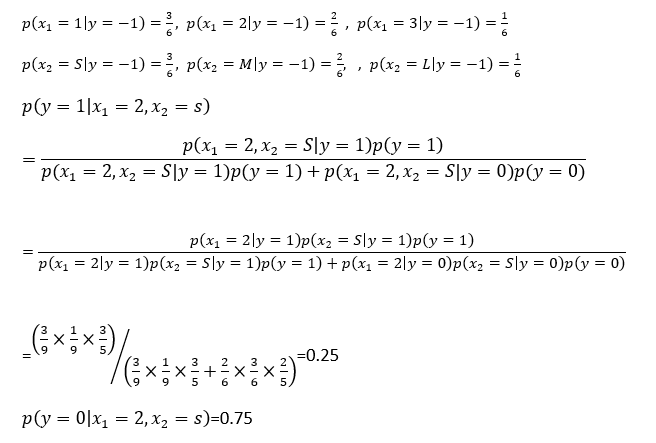 p(x₁ = 1|y = −1) = 3/6, p(x₁ = 2|y = −1) = 2/6 , p(x₁ = 3|y = −1) = 1/6
p(x₂ = S|y = −1) = 3/6, p(x₂ = M|y = −1) = 2/6, , p(x₂ = L|y = −1) = 1/6
p(y = 1|x₁ = 2, x₂ = s)
= p(x₁ = 2, x₂ = S|y = 1)p(y = 1) / p(x₁ = 2, x₂ = S|y = 1)p(y = 1) + p(x₁ = 2, x₂ = S|y = 0)p(y = 0)
= p(x₁ = 2|y = 1)p(x₂ = S|y = 1)p(y = 1) / p(x₁ = 2|y = 1)p(x₂ = S|y = 1)p(y = 1) + p(x₁ = 2|y = 0)p(x₂ = S|y = 0)p(y = 0)
=(3/9 × 1/9 × 3/5) / (3/9 × 1/9 × 3/5 + 2/6 × 3/6 × 2/5)=0.25
p(y = 0|x₁ = 2, x₂ = s)=0.75